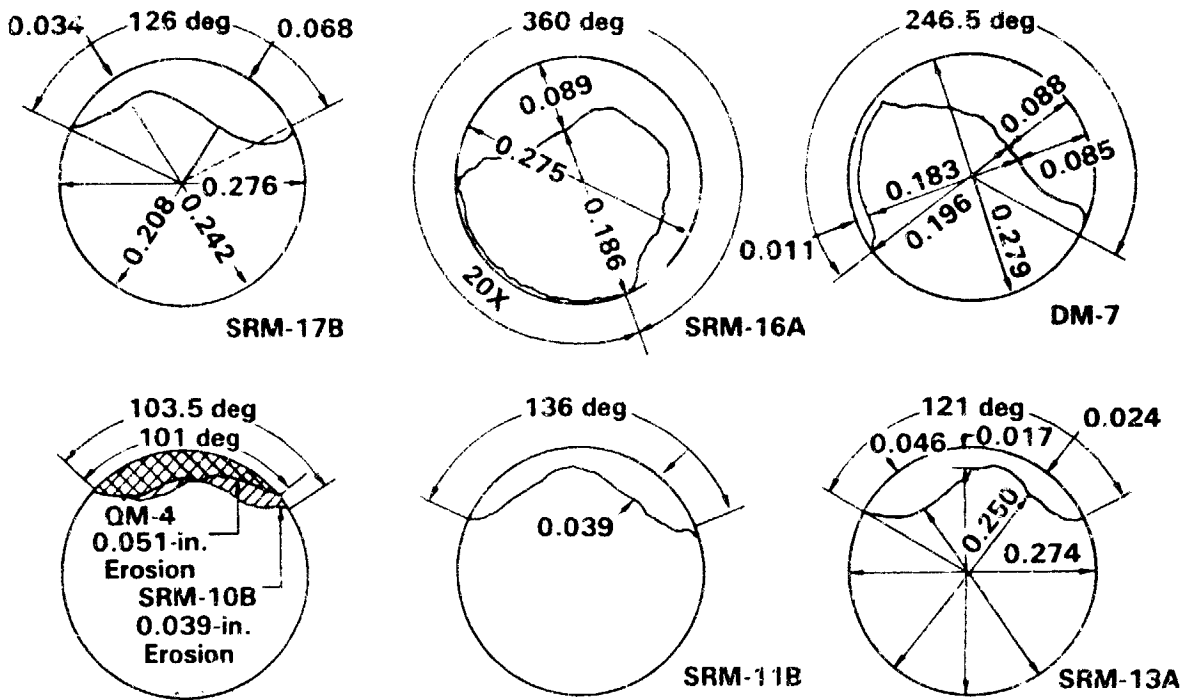 126 deg
0.034
0.068
0.276
0.208
0.242
SRM-17B
360 deg
0.089
0.275
0.186
20X
SRM-16A
246.5 deg
0.088
0.085
0.183
0.196
0.011
0.279
DM-7
103.5 deg
101 deg
QM-4
0.051-in.
Erosion
SRM-10B
0.039-in.
Erosion
136 deg
0.039
SRM-11B
121 deg
0.024
0.046
0.017
0.250
0.274
SRM-13A